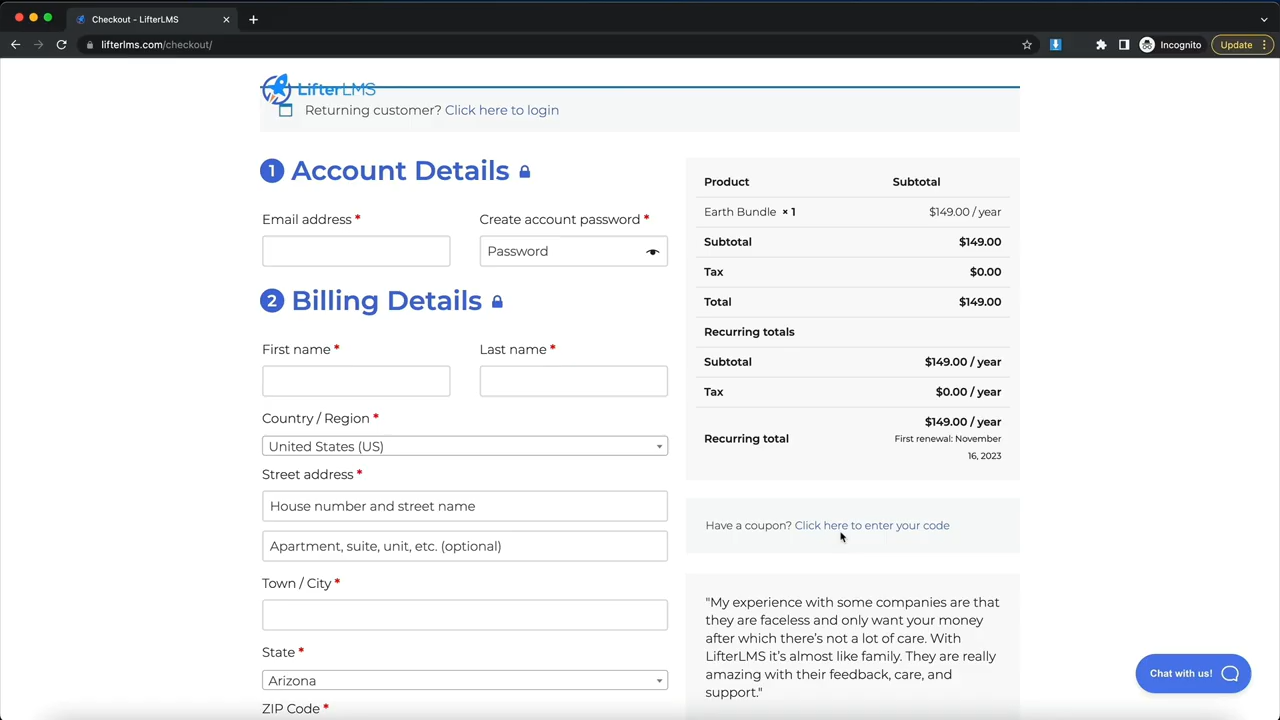 Checkout - LifterLMS
lifterlms.com/checkout/
Incognito
Update
LifterLMS
Returning customer? Click here to login
1 Account Details
Email address *
Create account password *
Password
2 Billing Details
First name *
Last name *
Country / Region *
United States (US)
Street address *
House number and street name
Apartment, suite, unit, etc. (optional)
Town / City *
State *
Arizona
ZIP Code *
Product Subtotal
Earth Bundle × 1 $149.00 / year
Subtotal $149.00
Tax $0.00
Total $149.00
Recurring totals
Subtotal $149.00 / year
Tax $0.00 / year
Recurring total $149.00 / year
First renewal: November
16, 2023
Have a coupon? Click here to enter your code
"My experience with some companies are that
they are faceless and only want your money
after which there's not a lot of care. With
LifterLMS it's almost like family. They are really
amazing with their feedback, care, and
support."
Chat with us!